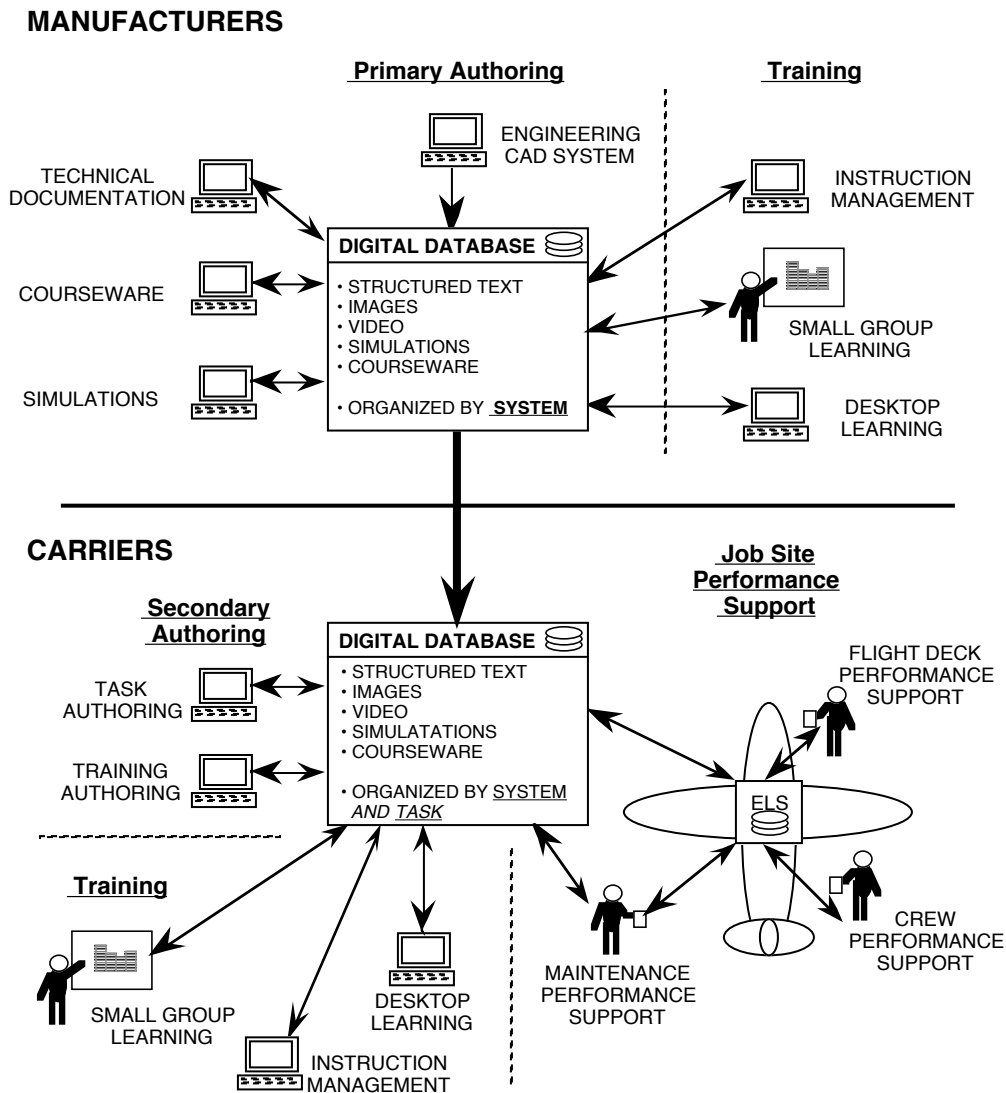 MANUFACTURERS
Primary Authoring
Training
ENGINEERING
CAD SYSTEM
TECHNICAL
DOCUMENTATION
INSTRUCTION
MANAGEMENT
DIGITAL DATABASE
• STRUCTURED TEXT
• IMAGES
• VIDEO
• SIMULATIONS
• COURSEWARE
• ORGANIZED BY SYSTEM
COURSEWARE
SMALL GROUP
LEARNING
SIMULATIONS
DESKTOP
LEARNING
CARRIERS
Job Site
Performance
Support
Secondary
Authoring
DIGITAL DATABASE
• STRUCTURED TEXT
• IMAGES
• VIDEO
• SIMULATATIONS
• COURSEWARE
• ORGANIZED BY SYSTEM
AND TASK
TASK
AUTHORING
TRAINING
AUTHORING
FLIGHT DECK
PERFORMANCE
SUPPORT
ELS
Training
CREW
PERFORMANCE
SUPPORT
MAINTENANCE
PERFORMANCE
SUPPORT
SMALL GROUP
LEARNING
DESKTOP
LEARNING
INSTRUCTION
MANAGEMENT